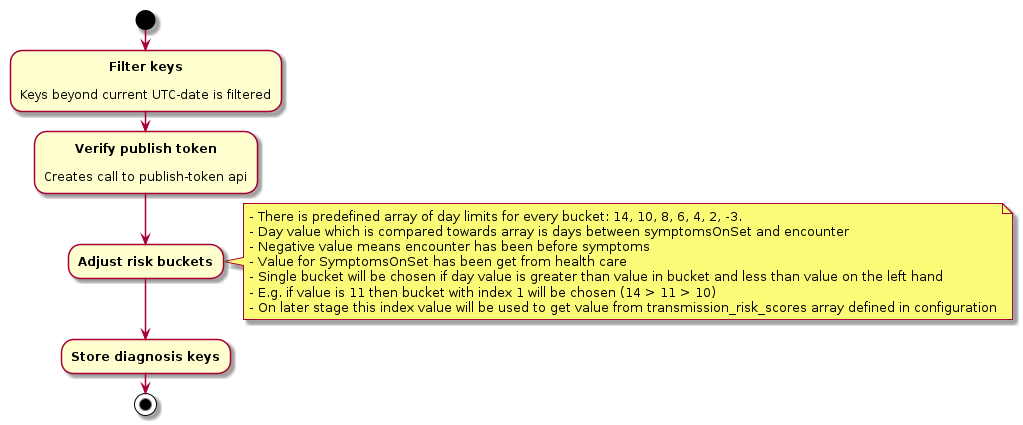 Filter keys
Keys beyond current UTC-date is filtered
Verify publish token
Creates call to publish-token api
- There is predefined array of day limits for every bucket: 14, 10, 8, 6, 4, 2, -3.
- Day value which is compared towards array is days between symptomsOnSet and encounter
- Negative value means encounter has been before symptoms
- Value for SymptomsOnSet has been get from health care
- Single bucket will be chosen if day value is greater than value in bucket and less than value on the left hand
- E.g. if value is 11 then bucket with index 1 will be chosen (14 > 11 > 10)
- On later stage this index value will be used to get value from transmission_risk_scores array defined in configuration
Adjust risk buckets
Store diagnosis keys